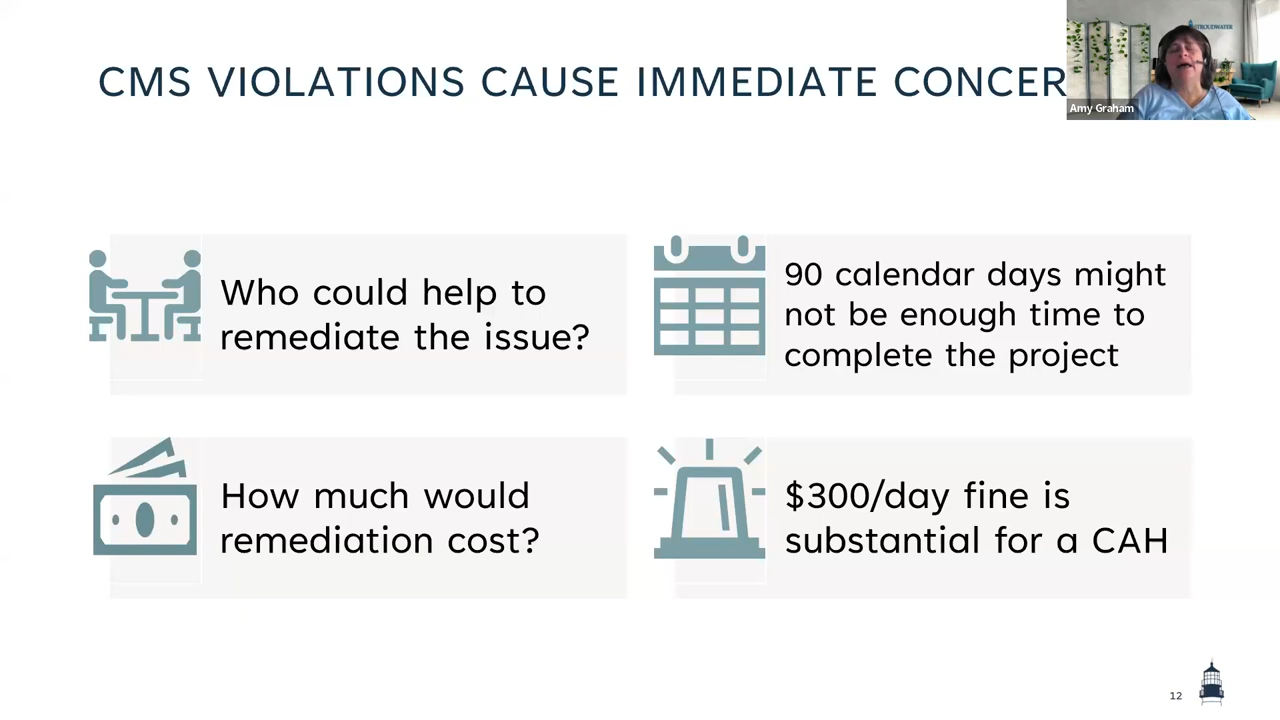 CMS VIOLATIONS CAUSE IMMEDIATE CONCER
STROUDWATER
Amy Graham
Who could help to
remediate the issue?
90 calendar days might
not be enough time to
complete the project
How much would
remediation cost?
$300/day fine is
substantial for a CAH
12